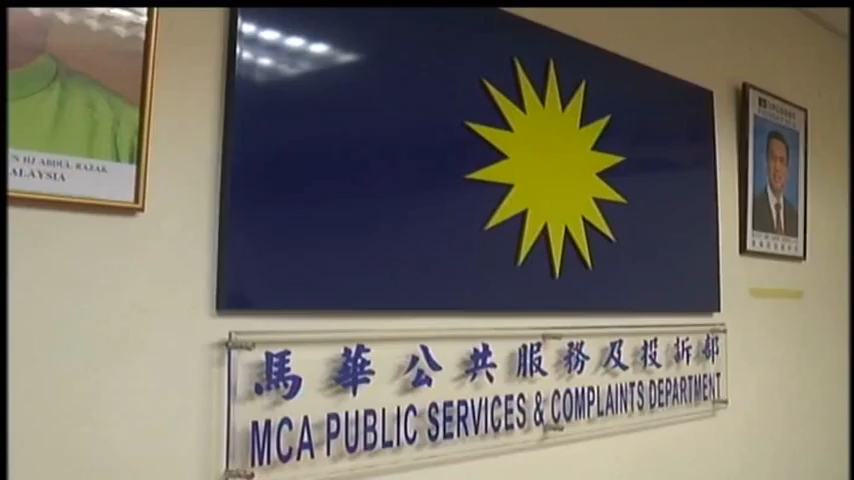 N HJ ABDUL RAZAK
ALAYSIA
馬華公共服務及投訴部
MCA PUBLIC SERVICES & COMPLAINTS DEPARTMENT